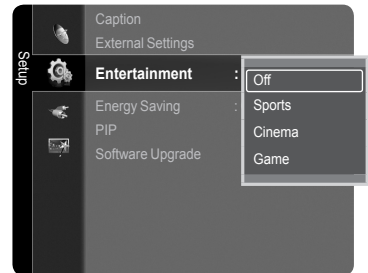 Setup
Caption
External Settings
Entertainment :
Off
Sports
Cinema
Game
Energy Saving :
PIP
Software Upgrade